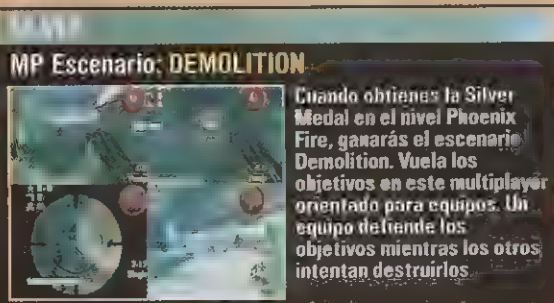 MP Escenario: DEMOLITION
Cuando obtienes la Silver
Medal en el nivel Phoenix
Fire, ganarás el escenario
Demolition. Vuela los
objetivos en este multiplayer
orientado para equipos. Un
equipo defiende los
objetivos mientras los otros
intentan destruirlos